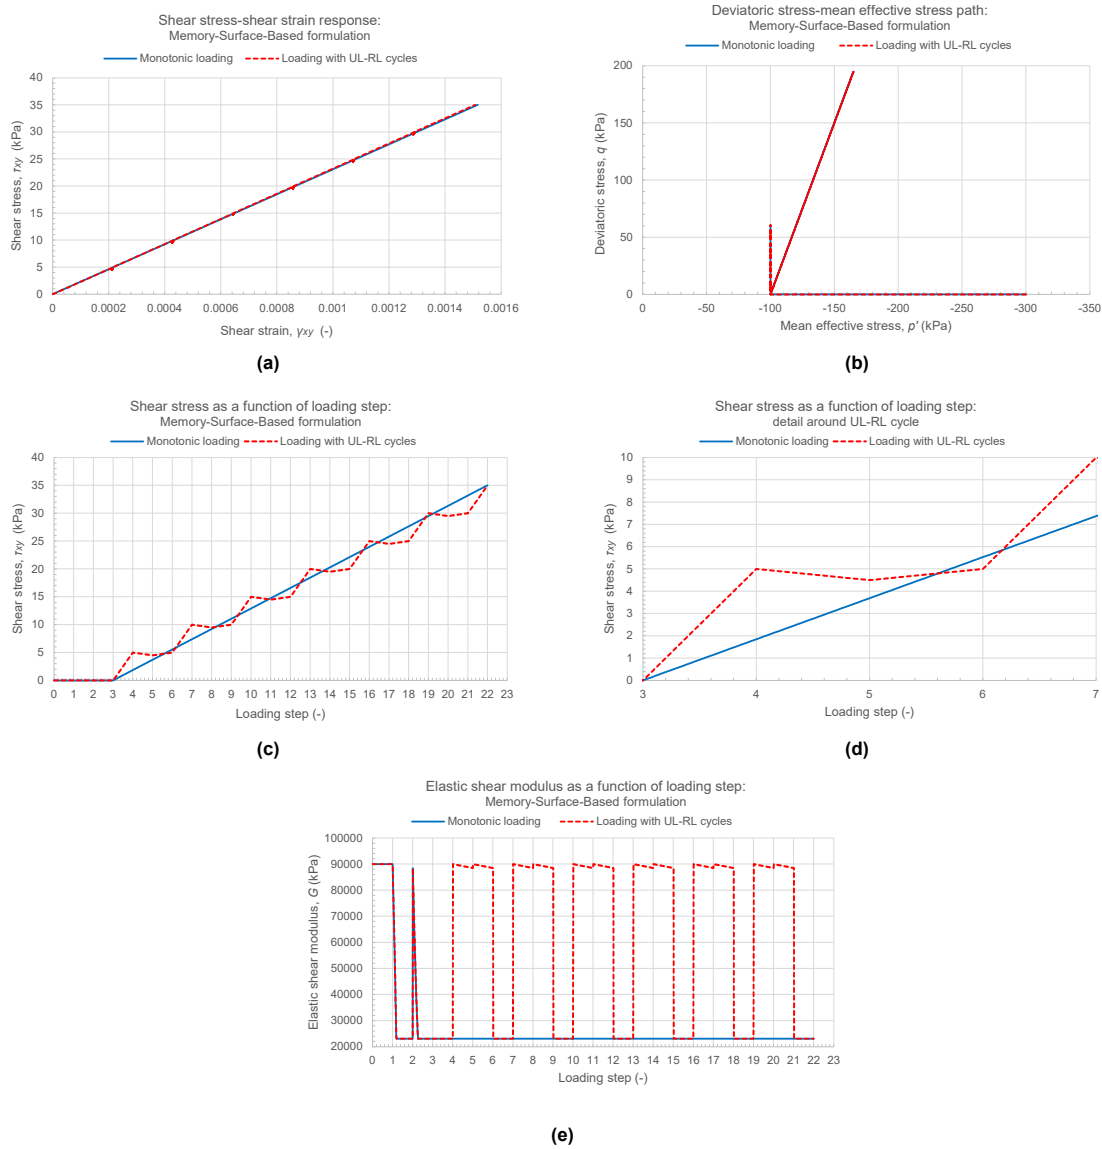 Shear stress-shear strain response:
Memory-Surface-Based formulation
Monotonic loading
Loading with UL-RL cycles
40
35
30
25
20
15
10
5
0
Shear stress, τxy (kPa)
0 0.0002 0.0004 0.0006 0.0008 0.001 0.0012 0.0014 0.0016
Shear strain, γxy (-)
(a)
Deviatoric stress-mean effective stress path:
Memory-Surface-Based formulation
Monotonic loading
Loading with UL-RL cycles
200
150
100
50
0
Deviatoric stress, q (kPa)
0 -50 -100 -150 -200 -250 -300 -350
Mean effective stress, p' (kPa)
(b)
Shear stress as a function of loading step:
Memory-Surface-Based formulation
Monotonic loading
Loading with UL-RL cycles
40
35
30
25
20
15
10
5
0
Shear stress, τxy (kPa)
0 1 2 3 4 5 6 7 8 9 10 11 12 13 14 15 16 17 18 19 20 21 22 23
Loading step (-)
(c)
Shear stress as a function of loading step:
detail around UL-RL cycle
Monotonic loading
Loading with UL-RL cycles
10
9
8
7
6
5
4
3
2
1
0
Shear stress, τxy (kPa)
3 4 5 6 7
Loading step (-)
(d)
Elastic shear modulus as a function of loading step:
Memory-Surface-Based formulation
Monotonic loading
Loading with UL-RL cycles
100000
90000
80000
70000
60000
50000
40000
30000
20000
Elastic shear modulus, G (kPa)
0 1 2 3 4 5 6 7 8 9 10 11 12 13 14 15 16 17 18 19 20 21 22 23
Loading step (-)
(e)